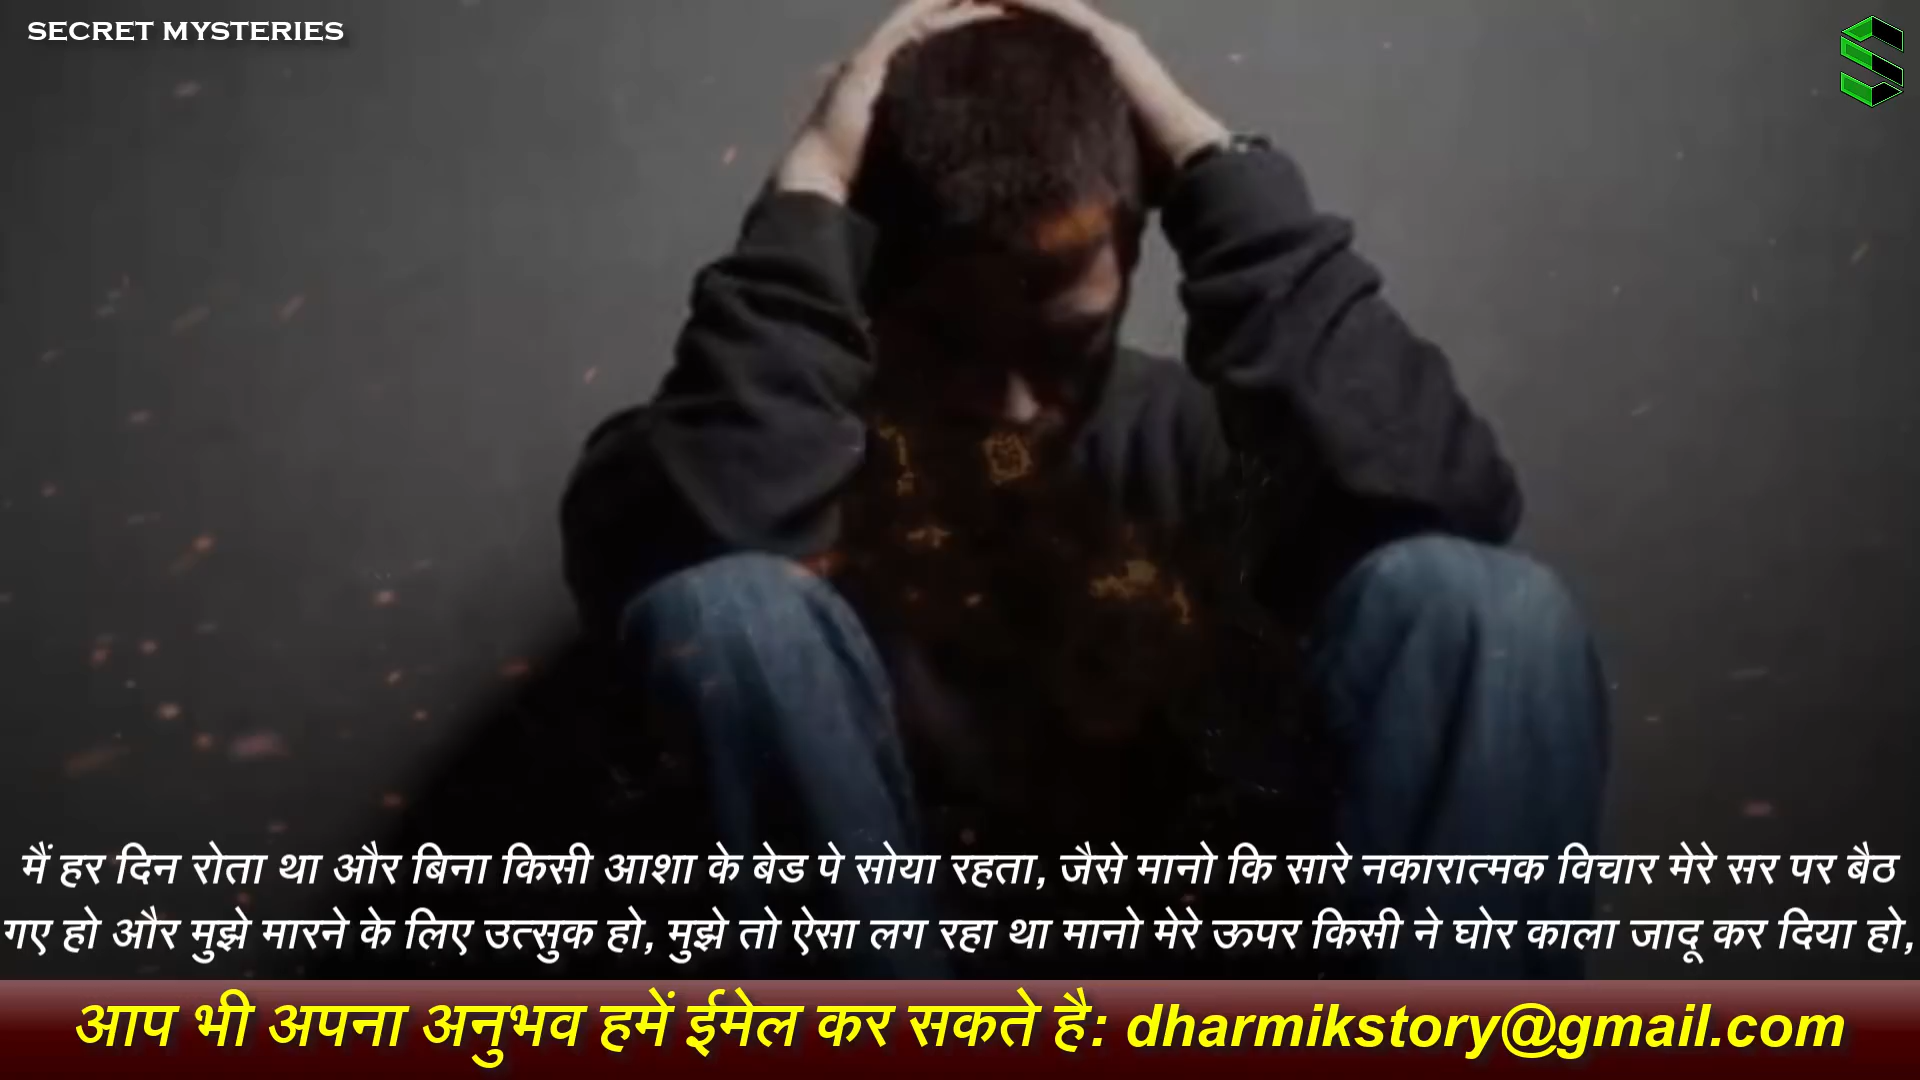 SECRET MYSTERIES
मैं हर दिन रोता था और बिना किसी आशा के बेड पे सोया रहता, जैसे मानो कि सारे नकारात्मक विचार मेरे सर पर बैठ
गए हो और मुझे मारने के लिए उत्सुक हो, मुझे तो ऐसा लग रहा था मानो मेरे ऊपर किसी ने घोर काला जादू कर दिया हो,
आप भी अपना अनुभव हमें ईमेल कर सकते है: dharmikstory@gmail.com